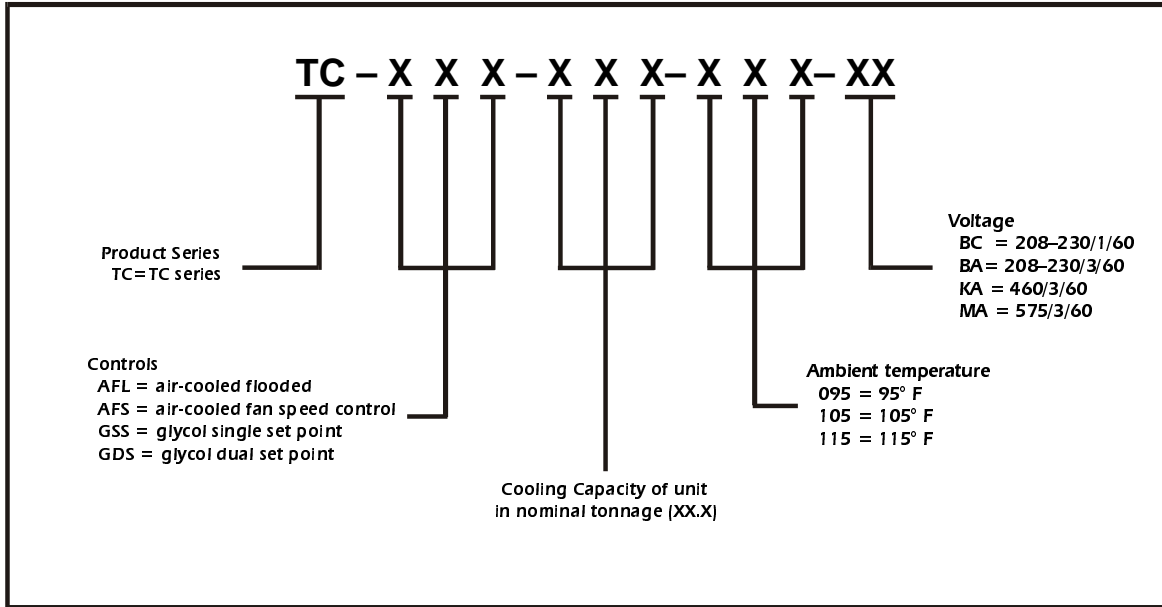 TC – X X X – X X X– X X X– XX
Product Series
TC=TC series
Controls
AFL = air-cooled flooded
AFS = air-cooled fan speed control
GSS = glycol single set point
GDS = glycol dual set point
Cooling Capacity of unit
in nominal tonnage (XX.X)
Ambient temperature
095 = 95° F
105 = 105° F
115 = 115° F
Voltage
BC = 208–230/1/60
BA= 208–230/3/60
KA = 460/3/60
MA = 575/3/60